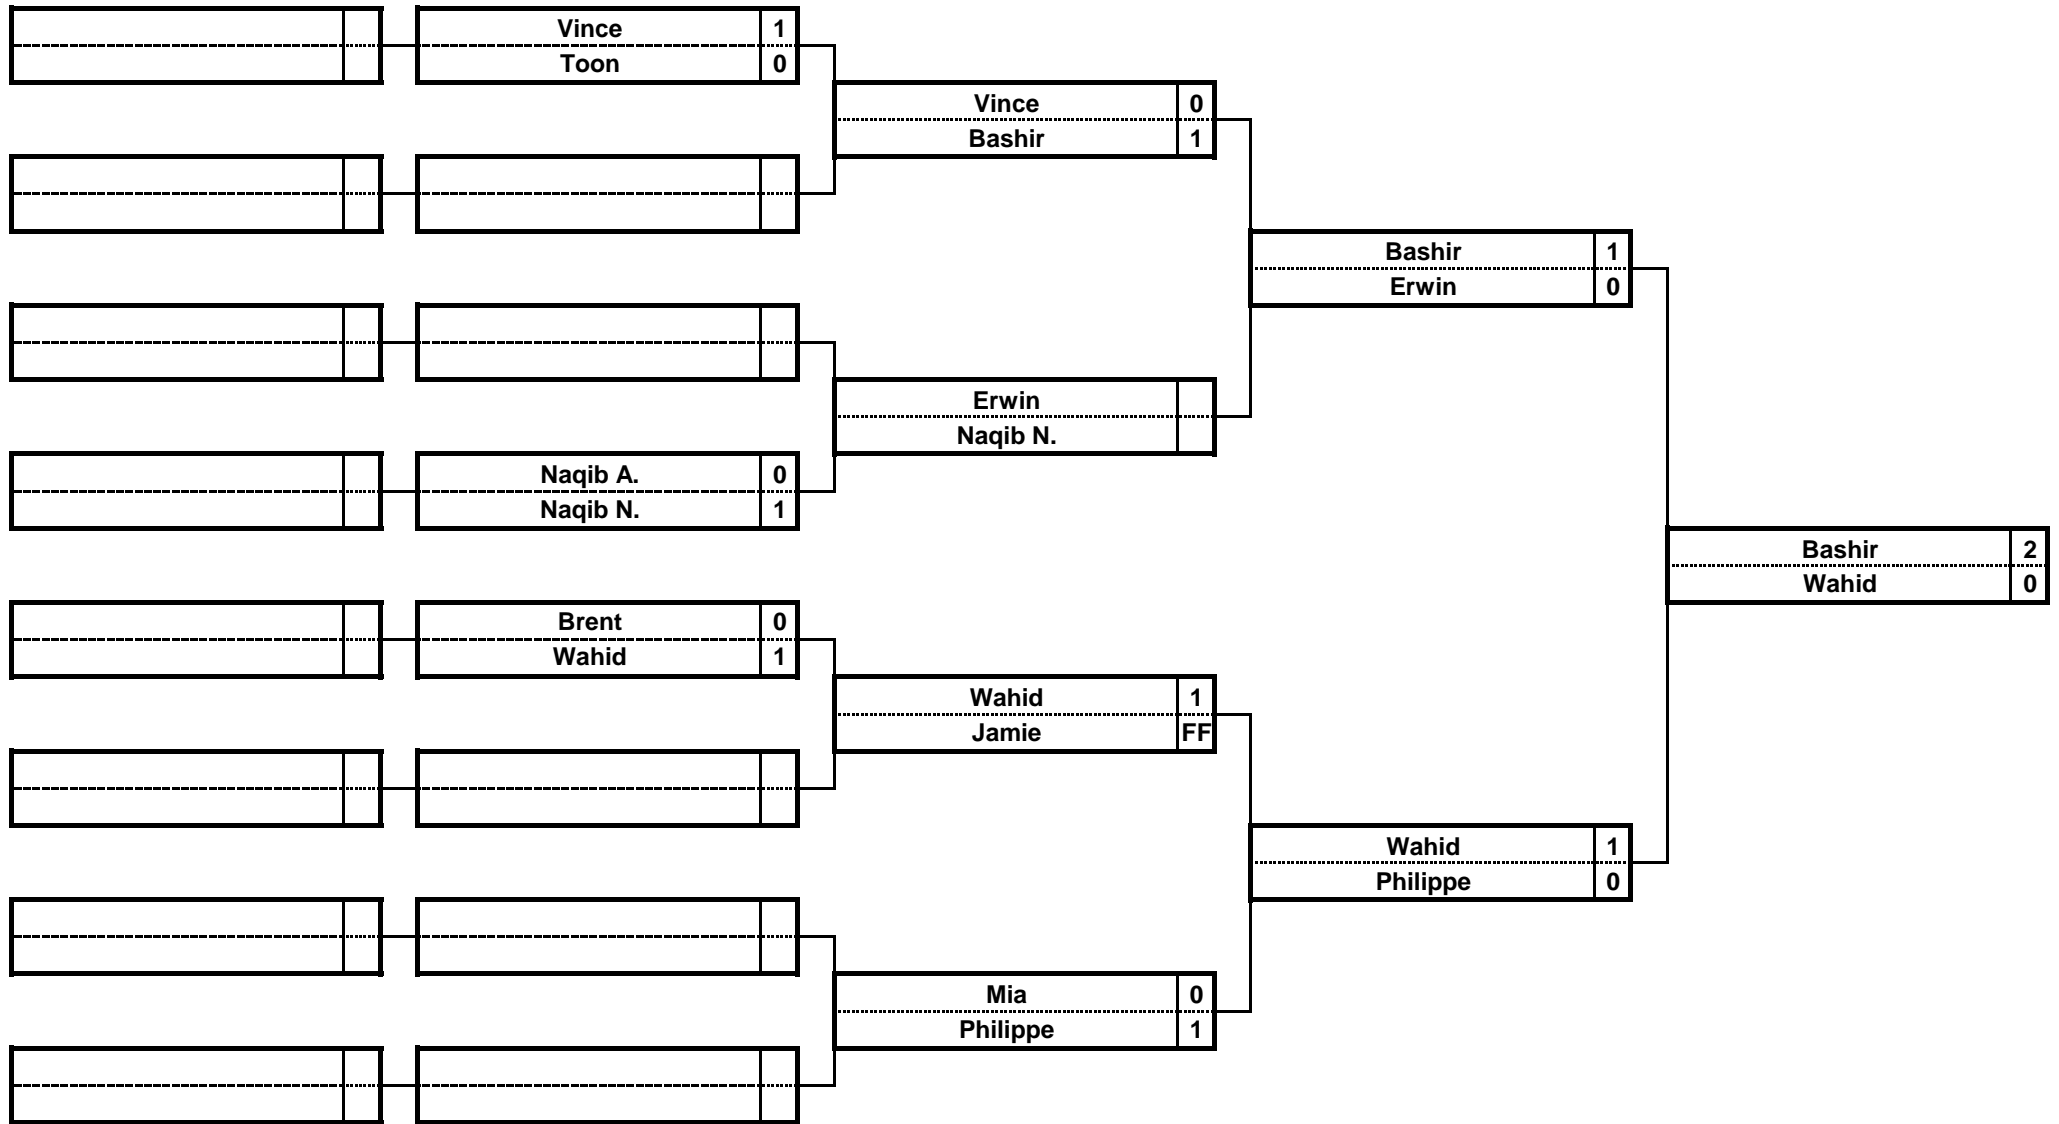 Vince 1
Toon 0
Vince 0
Bashir 1
Bashir 1
Erwin 0
Erwin
Naqib N.
Naqib A. 0
Naqib N. 1
Bashir 2
Wahid 0
Brent 0
Wahid 1
Wahid 1
Jamie FF
Wahid 1
Philippe 0
Mia 0
Philippe 1